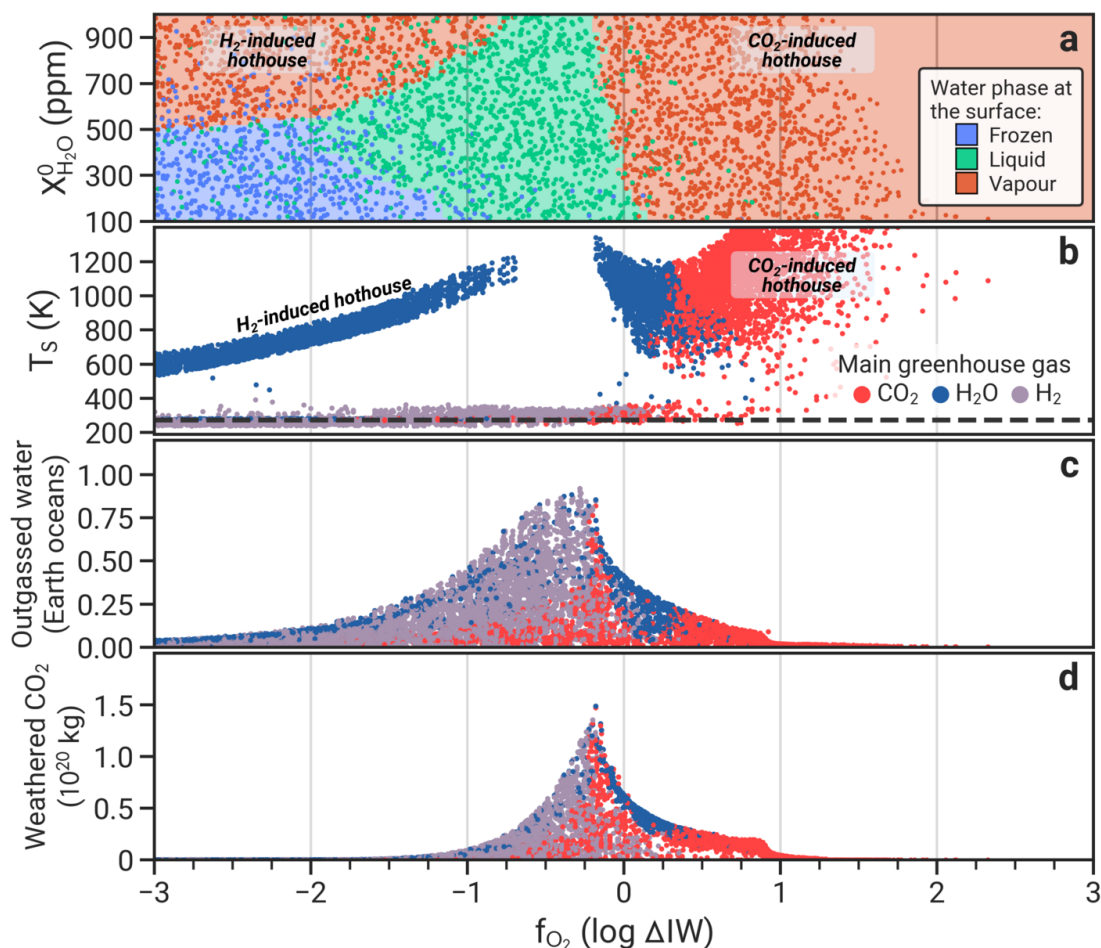 a
H₂-induced
hothouse
CO₂-induced
hothouse
Water phase at
the surface:
Frozen
Liquid
Vapour
X⁰H₂O (ppm)
900
700
500
300
100
b
H₂-induced hothouse
CO₂-induced
hothouse
Main greenhouse gas
CO₂ H₂O H₂
Tₛ (K)
1200
1000
800
600
400
200
c
Outgassed water
(Earth oceans)
1.00
0.75
0.50
0.25
0.00
d
Weathered CO₂
(10²⁰ kg)
1.5
1.0
0.5
0
−3 −2 −1 0 1 2 3
fO₂ (log ΔIW)